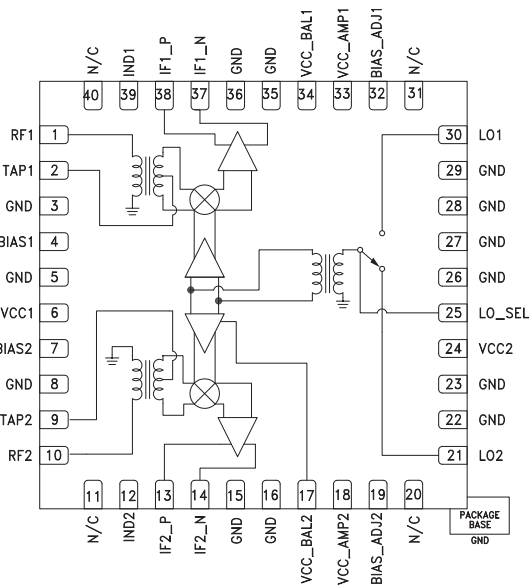 N/C
IND1
IF1_P
IF1_N
GND
GND
VCC_BAL1
VCC_AMP1
BIAS_ADJ1
N/C
40
39
38
37
36
35
34
33
32
31
RF1 1
TAP1 2
GND 3
BIAS1 4
GND 5
VCC1 6
BIAS2 7
GND 8
TAP2 9
RF2 10
30 LO1
29 GND
28 GND
27 GND
26 GND
25 LO_SEL
24 VCC2
23 GND
22 GND
21 LO2
11
12
13
14
15
16
17
18
19
20
N/C
IND2
IF2_P
IF2_N
GND
GND
VCC_BAL2
VCC_AMP2
BIAS_ADJ2
N/C
PACKAGE
BASE
GND